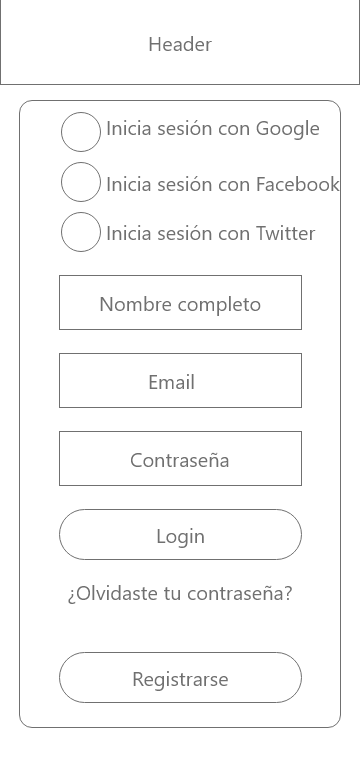 Header
Inicia sesión con Google
Inicia sesión con Facebook
Inicia sesión con Twitter
Nombre completo
Email
Contraseña
Login
¿Olvidaste tu contraseña?
Registrarse